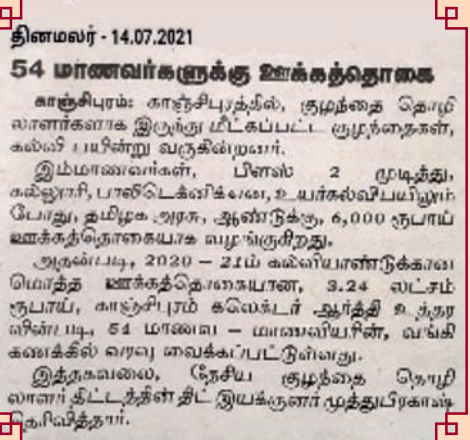 தினமலர் - 14.07.2021
54 மாணவர்களுக்கு ஊக்கத்தொகை
காஞ்சிபுரம்: காஞ்சிபுரத்தில், குழந்தை தொழி
லாளர்களாக இருந்து மீட்கப்பட்ட குழந்தைகள்,
கல்வி பயின்று வருகின்றனர்.
இம்மாணவர்கள், பிளஸ் 2 முடித்து,
கல்லுாரி, பாலிடெக்னிக் என, உயர்கல்வி பயிலும்
போது, தமிழக அரசு, ஆண்டுக்கு, 6,000 ரூபாய்
ஊக்கத்தொகையாக வழங்குகிறது.
அதன்படி, 2020 – 21ம் கல்வியாண்டுக்கான
மொத்த ஊக்கத்தொகையான, 3.24 லட்சம்
ரூபாய், காஞ்சிபுரம் கலெக்டர் ஆர்த்தி உத்தர
வின்படி, 54 மாணவ – மாணவியரின், வங்கி
கணக்கில் வரவு வைக்கப்பட்டுள்ளது.
இத்தகவலை, தேசிய குழந்தை தொழி
லாளர் திட்டத்தின் திட்ட இயக்குனர் முத்துபிரகாஷ்
தெரிவித்தார்.